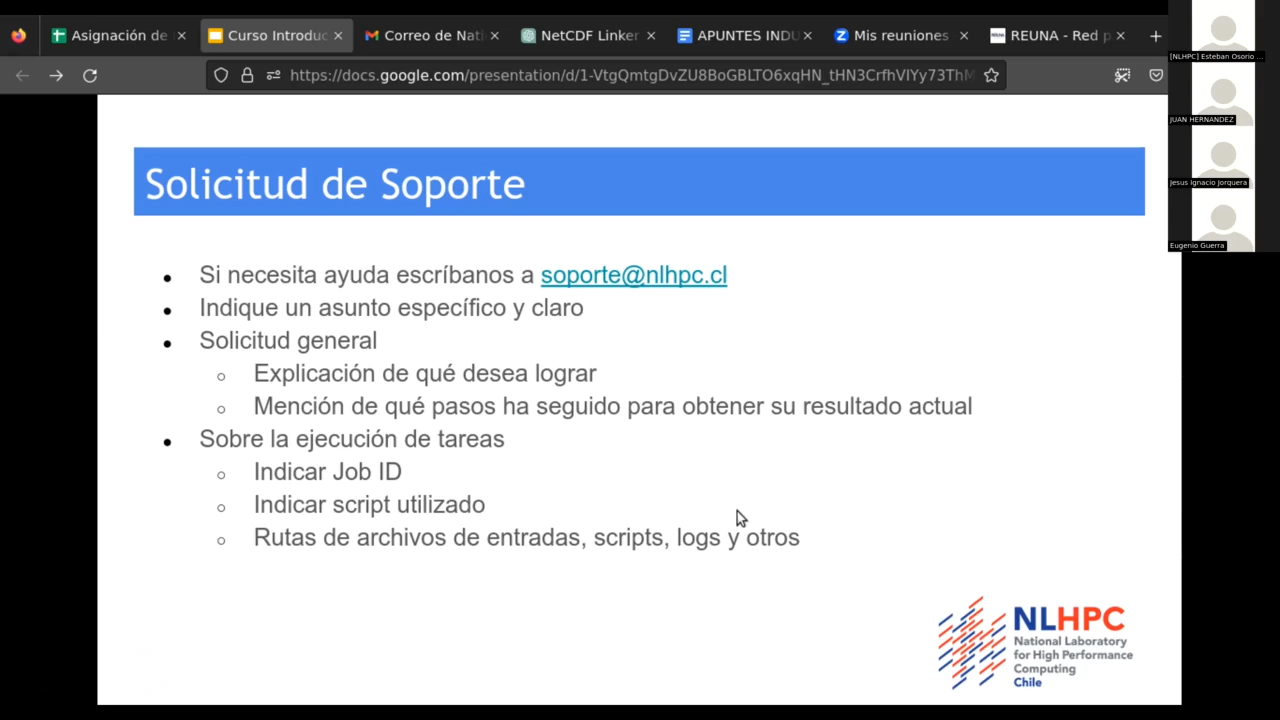 Asignación de
Curso Introduc
Correo de Nati
NetCDF Linker
APUNTES INDU
Mis reuniones
REUNA - Red p
https://docs.google.com/presentation/d/1-VtgQmtgDvZU8BoGBLTO6xqHN_tHN3CrfhVIYy73ThM
[NLHPC] Esteban Osorio ...
JUAN HERNANDEZ
Jesus Ignacio Jorquera
Eugenio Guerra
Solicitud de Soporte
Si necesita ayuda escríbanos a soporte@nlhpc.cl
Indique un asunto específico y claro
Solicitud general
Explicación de qué desea lograr
Mención de qué pasos ha seguido para obtener su resultado actual
Sobre la ejecución de tareas
Indicar Job ID
Indicar script utilizado
Rutas de archivos de entradas, scripts, logs y otros
NLHPC
National Laboratory
for High Performance
Computing
Chile